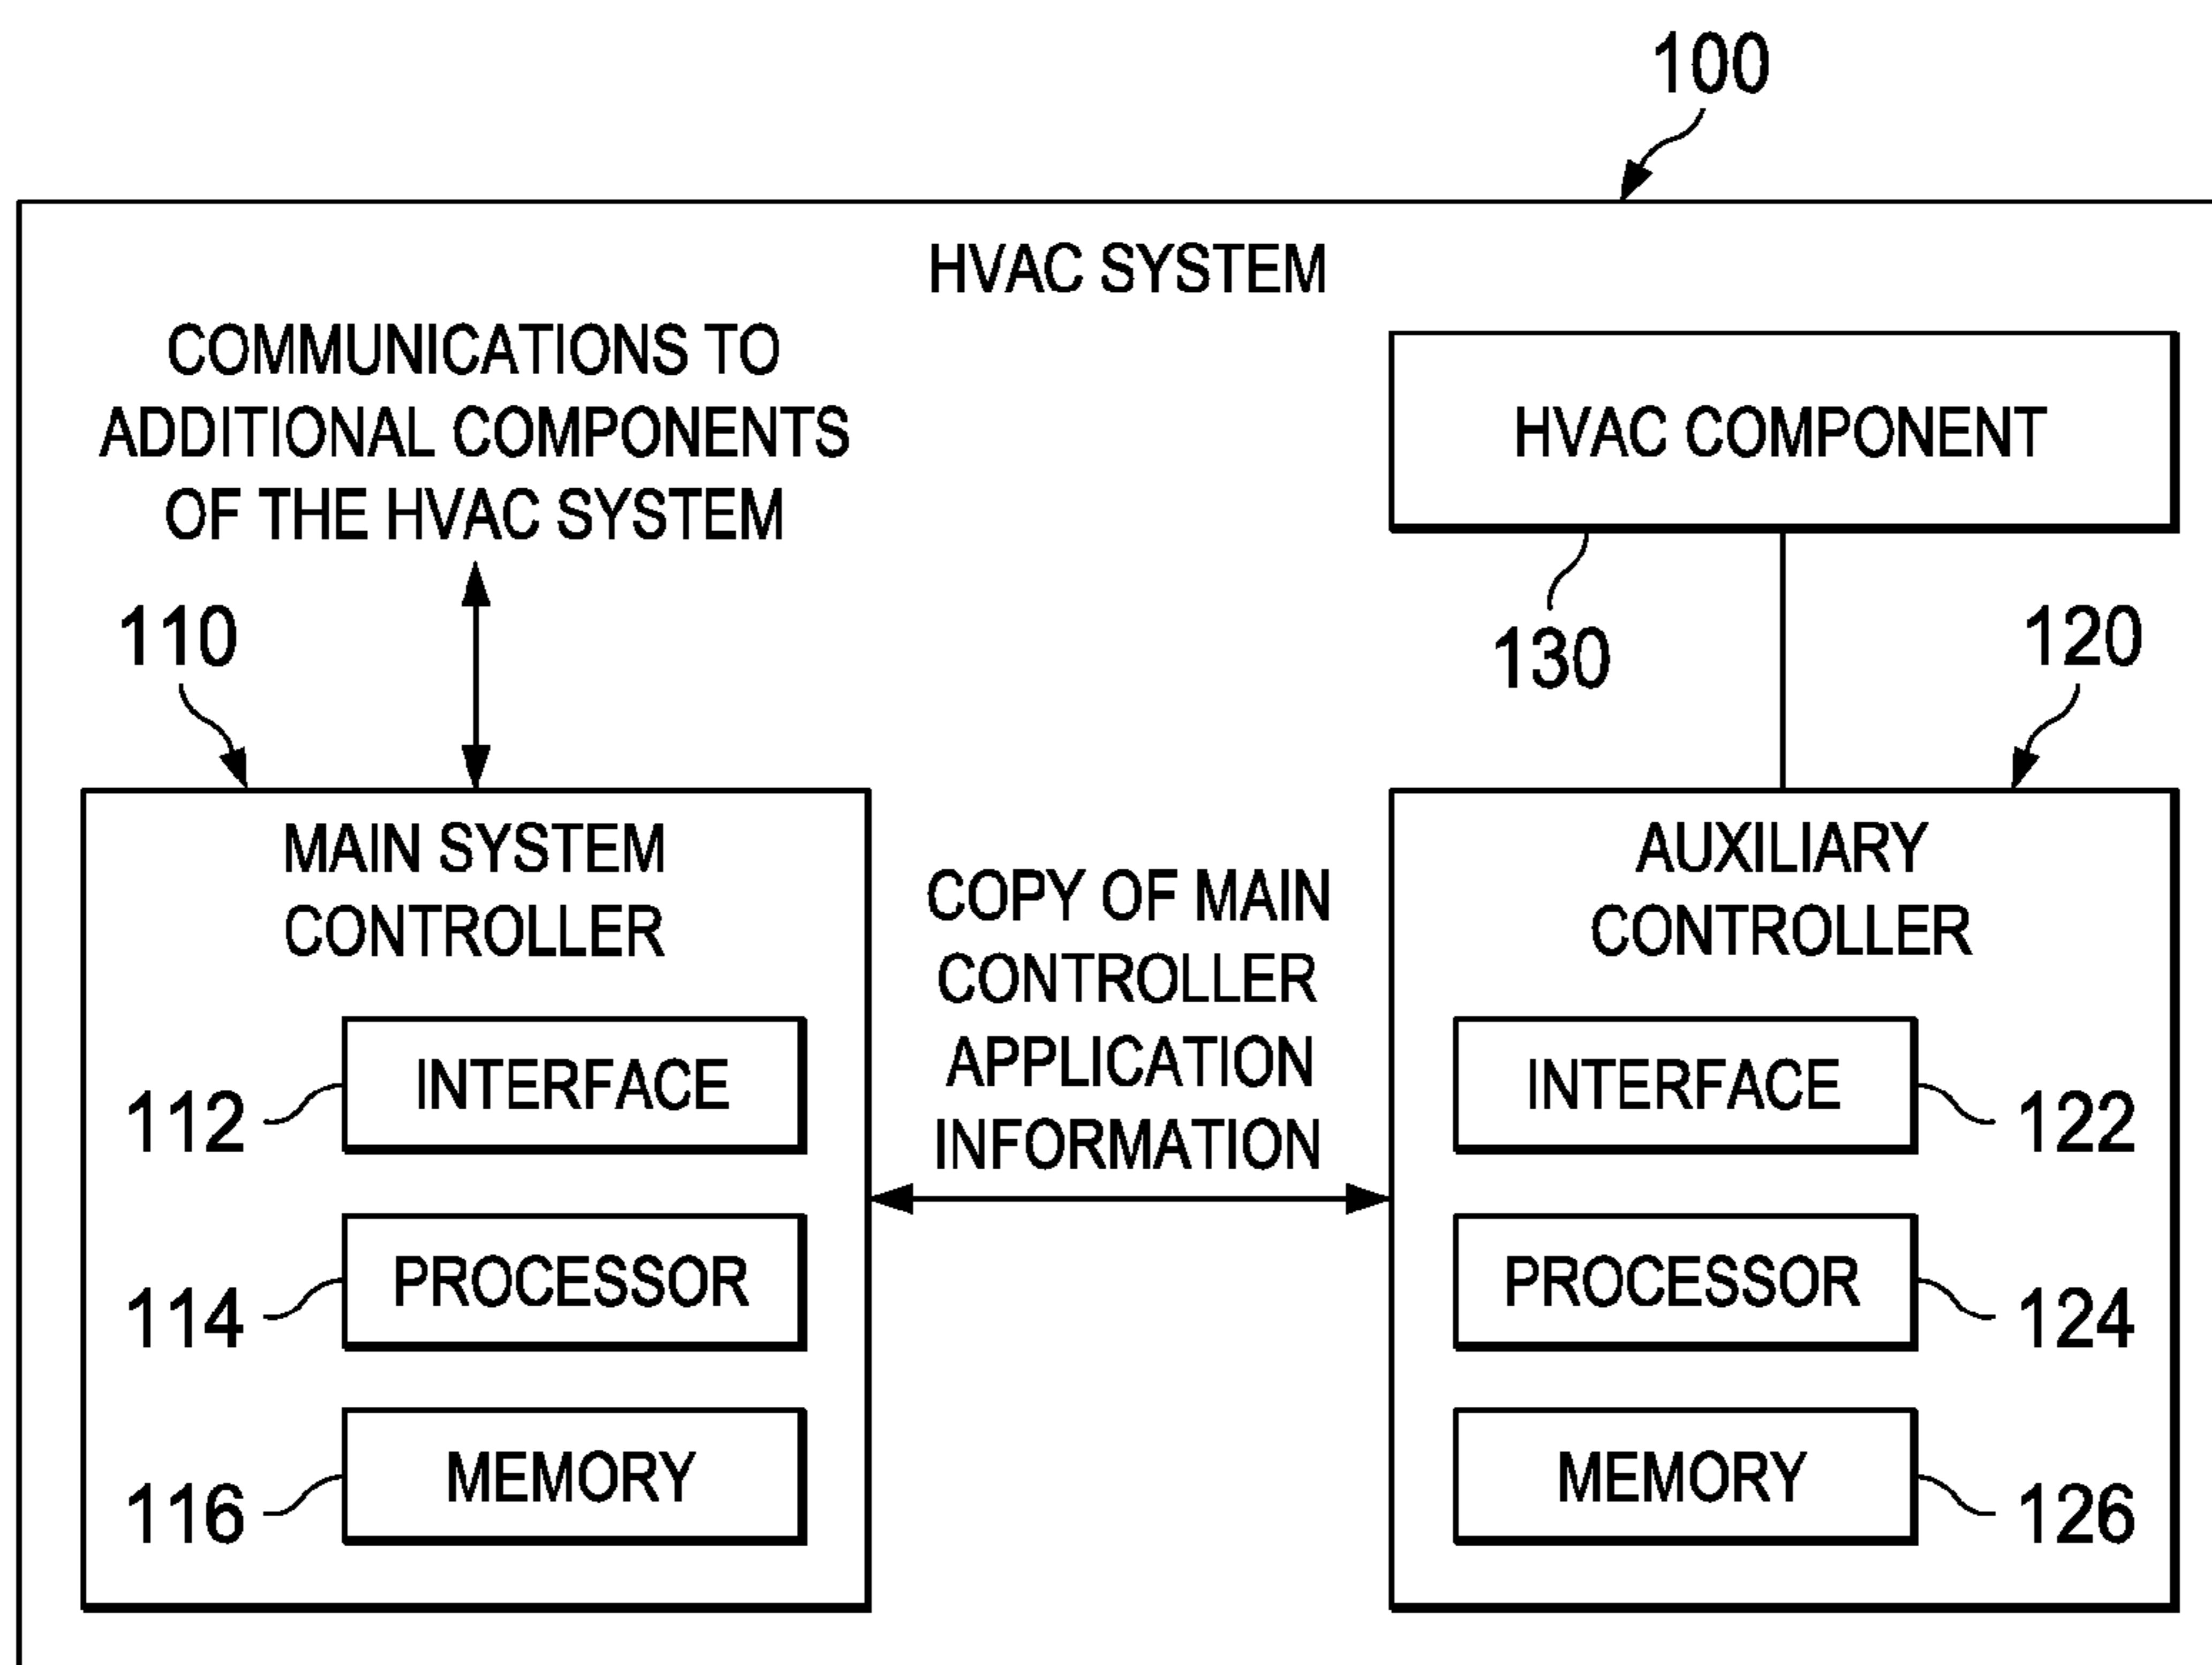 100
HVAC SYSTEM
COMMUNICATIONS TO
ADDITIONAL COMPONENTS
OF THE HVAC SYSTEM
HVAC COMPONENT
130
110
120
MAIN SYSTEM
CONTROLLER
112
INTERFACE
114
PROCESSOR
116
MEMORY
COPY OF MAIN
CONTROLLER
APPLICATION
INFORMATION
AUXILIARY
CONTROLLER
INTERFACE
122
PROCESSOR
124
MEMORY
126